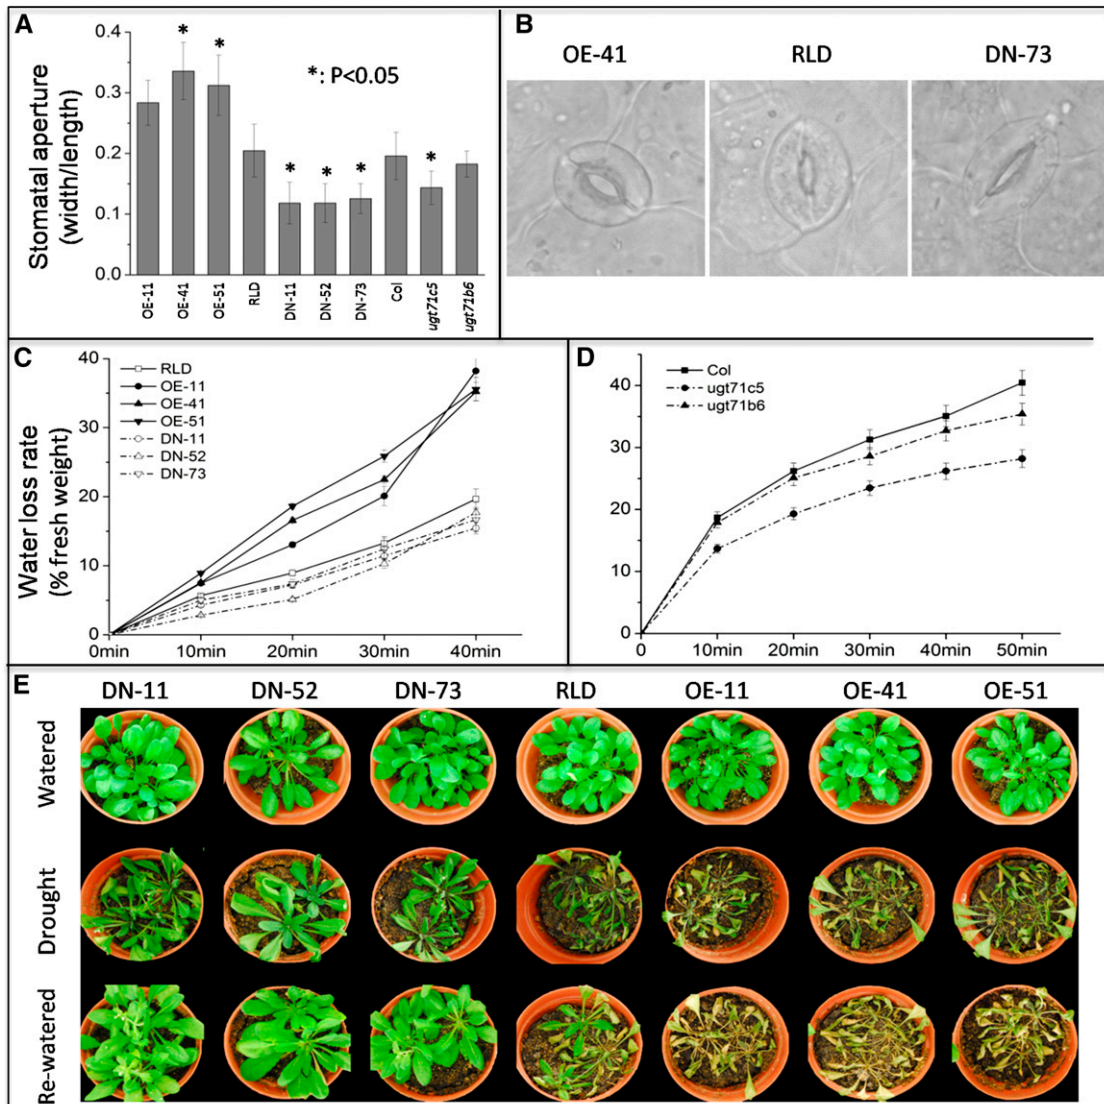 A
Stomatal aperture
(width/length)
0.4
0.3
0.2
0.1
0.0
*
*
*
*
*
*
*: P<0.05
OE-11
OE-41
OE-51
RLD
DN-11
DN-52
DN-73
Col
ugt71c5
ugt71b6
B
OE-41 RLD DN-73
C
Water loss rate
(% fresh weight)
40
30
20
10
0
RLD
OE-11
OE-41
OE-51
DN-11
DN-52
DN-73
0min 10min 20min 30min 40min
D
40
30
20
10
0
Col
ugt71c5
ugt71b6
0 10min 20min 30min 40min 50min
E
DN-11 DN-52 DN-73 RLD OE-11 OE-41 OE-51
Watered
Drought
Re-watered